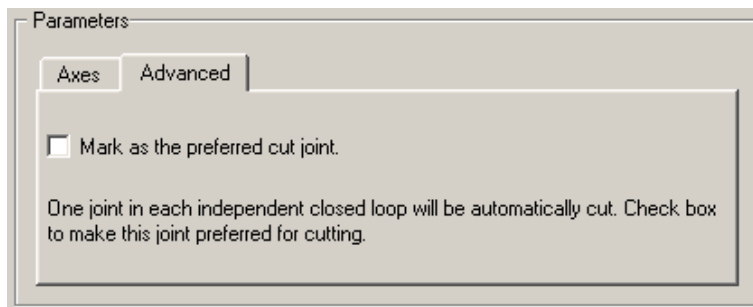 Parameters
Axes Advanced
Mark as the preferred cut joint.
One joint in each independent closed loop will be automatically cut. Check box
to make this joint preferred for cutting.